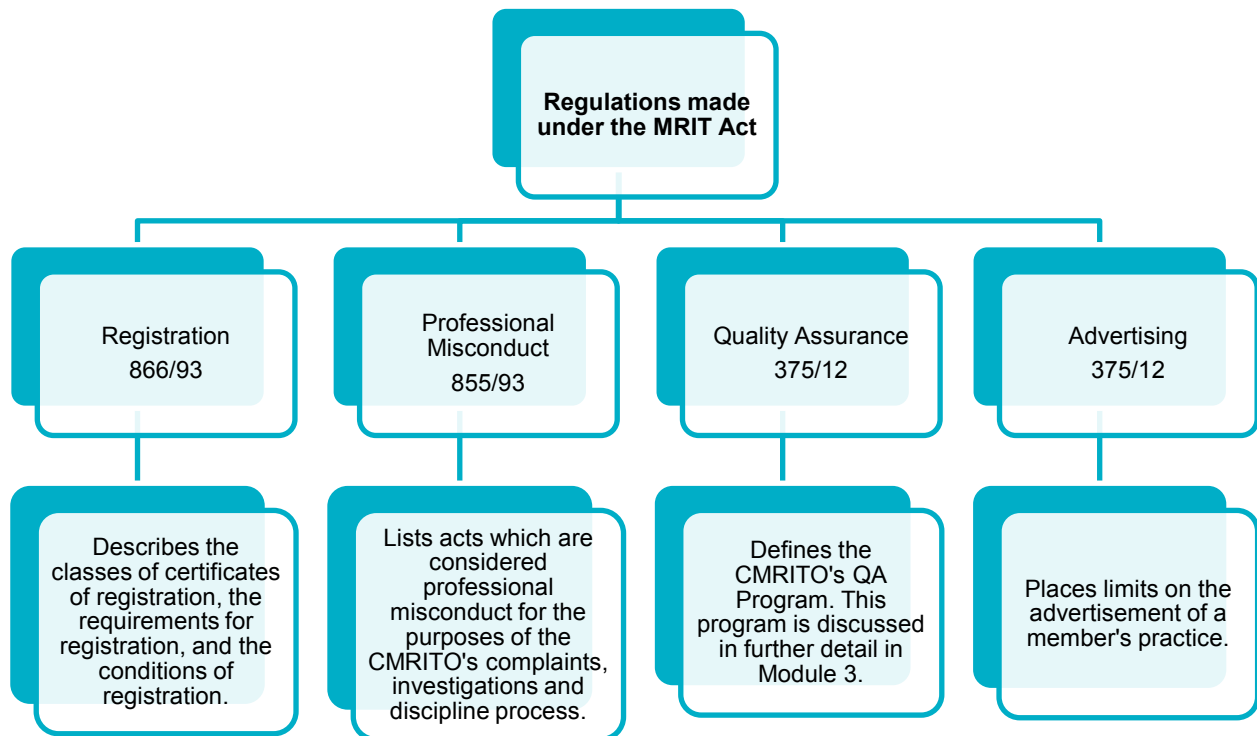 Regulations made
under the MRIT Act
Registration
866/93
Professional
Misconduct
855/93
Quality Assurance
375/12
Advertising
375/12
Describes the
classes of certificates
of registration, the
requirements for
registration, and the
conditions of
registration.
Lists acts which are
considered
professional
misconduct for the
purposes of the
CMRITO's complaints,
investigations and
discipline process.
Defines the
CMRITO's QA
Program. This
program is discussed
in further detail in
Module 3.
Places limits on the
advertisement of a
member's practice.